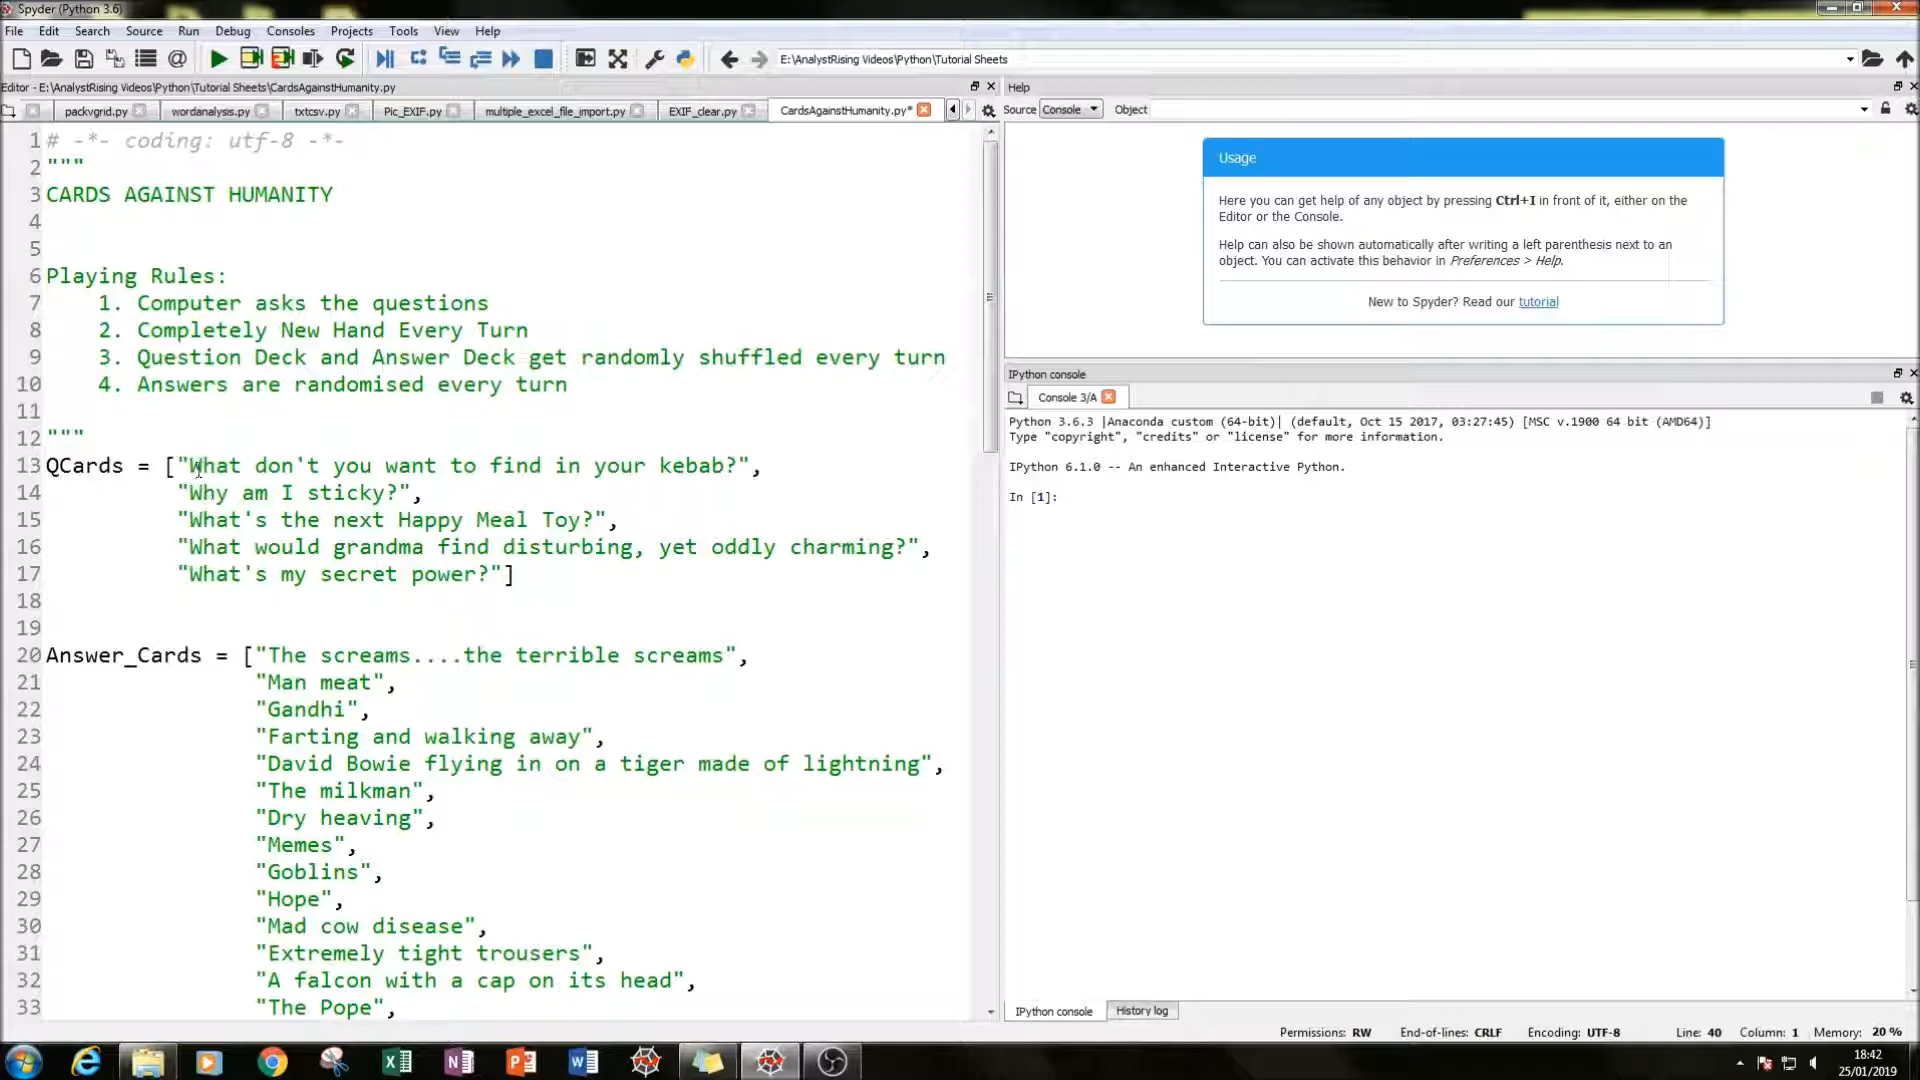 Spyder (Python 3.6)
File Edit Search Source Run Debug Consoles Projects Tools View Help
E:\AnalystRising Videos\Python\Tutorial Sheets
Editor - E:\AnalystRising Videos\Python\Tutorial Sheets\CardsAgainstHumanity.py
packvgrid.py wordanalysis.py txtcsv.py Pic_EXIF.py multiple_excel_file_import.py EXIF_clear.py CardsAgainstHumanity.py*
1 # -*- coding: utf-8 -*-
2 """
3 CARDS AGAINST HUMANITY
4
5
6 Playing Rules:
7 1. Computer asks the questions
8 2. Completely New Hand Every Turn
9 3. Question Deck and Answer Deck get randomly shuffled every turn
10 4. Answers are randomised every turn
11
12 """
13 QCards = ["What don't you want to find in your kebab?",
14 "Why am I sticky?",
15 "What's the next Happy Meal Toy?",
16 "What would grandma find disturbing, yet oddly charming?",
17 "What's my secret power?"]
18
19
20 Answer_Cards = ["The screams....the terrible screams",
21 "Man meat",
22 "Gandhi",
23 "Farting and walking away",
24 "David Bowie flying in on a tiger made of lightning",
25 "The milkman",
26 "Dry heaving",
27 "Memes",
28 "Goblins",
29 "Hope",
30 "Mad cow disease",
31 "Extremely tight trousers",
32 "A falcon with a cap on its head",
33 "The Pope",
Help
Source Console Object
Usage
Here you can get help of any object by pressing Ctrl+I in front of it, either on the
Editor or the Console.
Help can also be shown automatically after writing a left parenthesis next to an
object. You can activate this behavior in Preferences > Help.
New to Spyder? Read our tutorial
IPython console
Console 3/A
Python 3.6.3 |Anaconda custom (64-bit)| (default, Oct 15 2017, 03:27:45) [MSC v.1900 64 bit (AMD64)]
Type "copyright", "credits" or "license" for more information.
IPython 6.1.0 -- An enhanced Interactive Python.
In [1]:
IPython console History log
Permissions: RW End-of-lines: CRLF Encoding: UTF-8 Line: 40 Column: 1 Memory: 20 %
18:42
25/01/2019